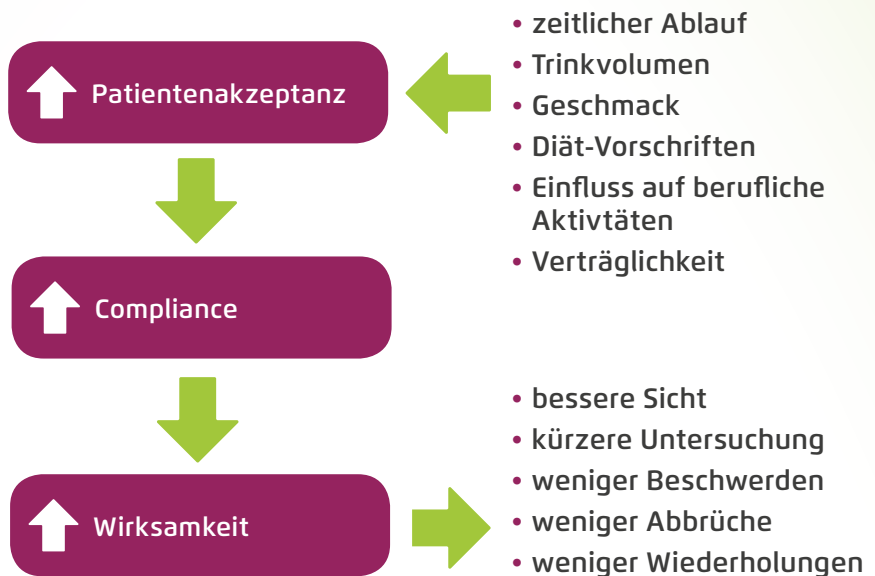 • zeitlicher Ablauf
• Trinkvolumen
• Geschmack
• Diät-Vorschriften
• Einfluss auf berufliche
Aktivtäten
• Verträglichkeit
Patientenakzeptanz
Compliance
Wirksamkeit
• bessere Sicht
• kürzere Untersuchung
• weniger Beschwerden
• weniger Abbrüche
• weniger Wiederholungen